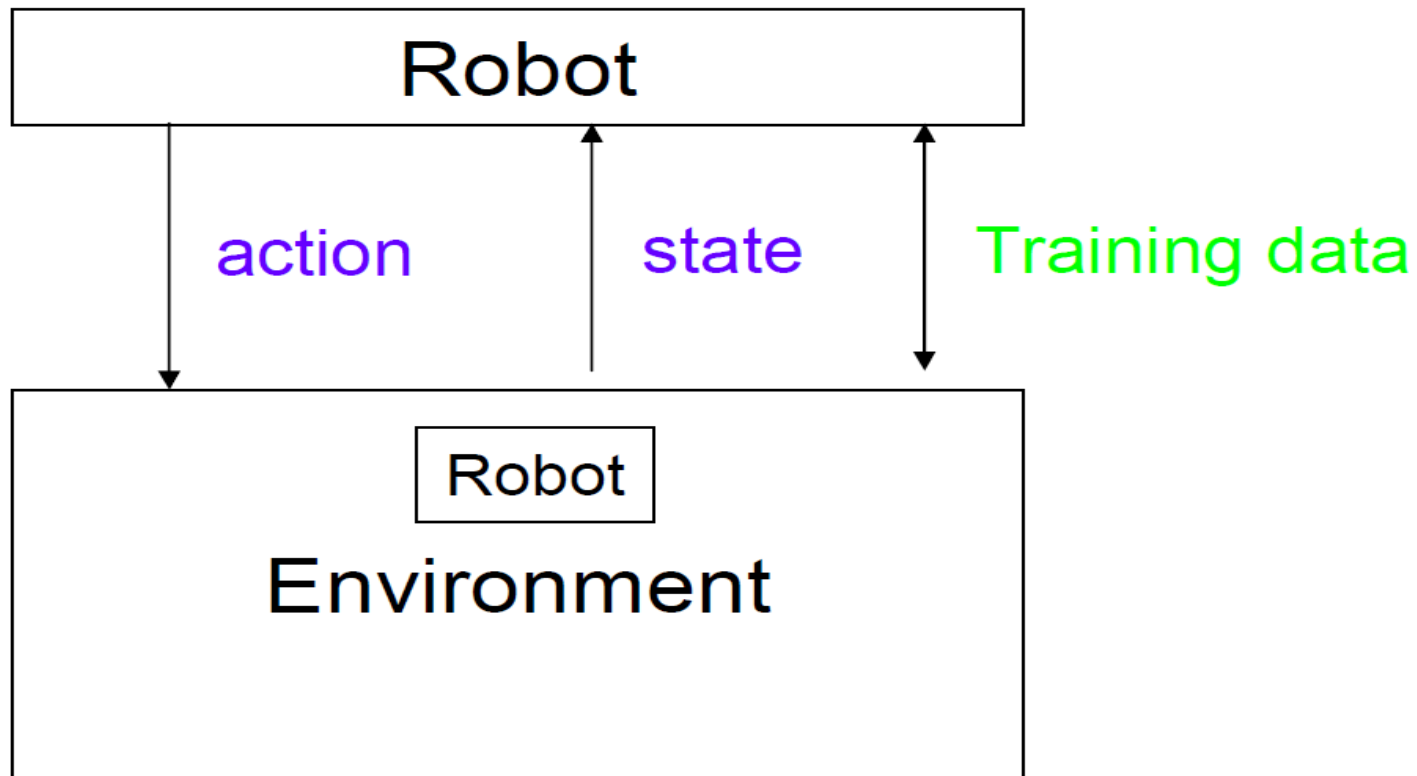 Robot
action
state
Training data
Robot
Environment